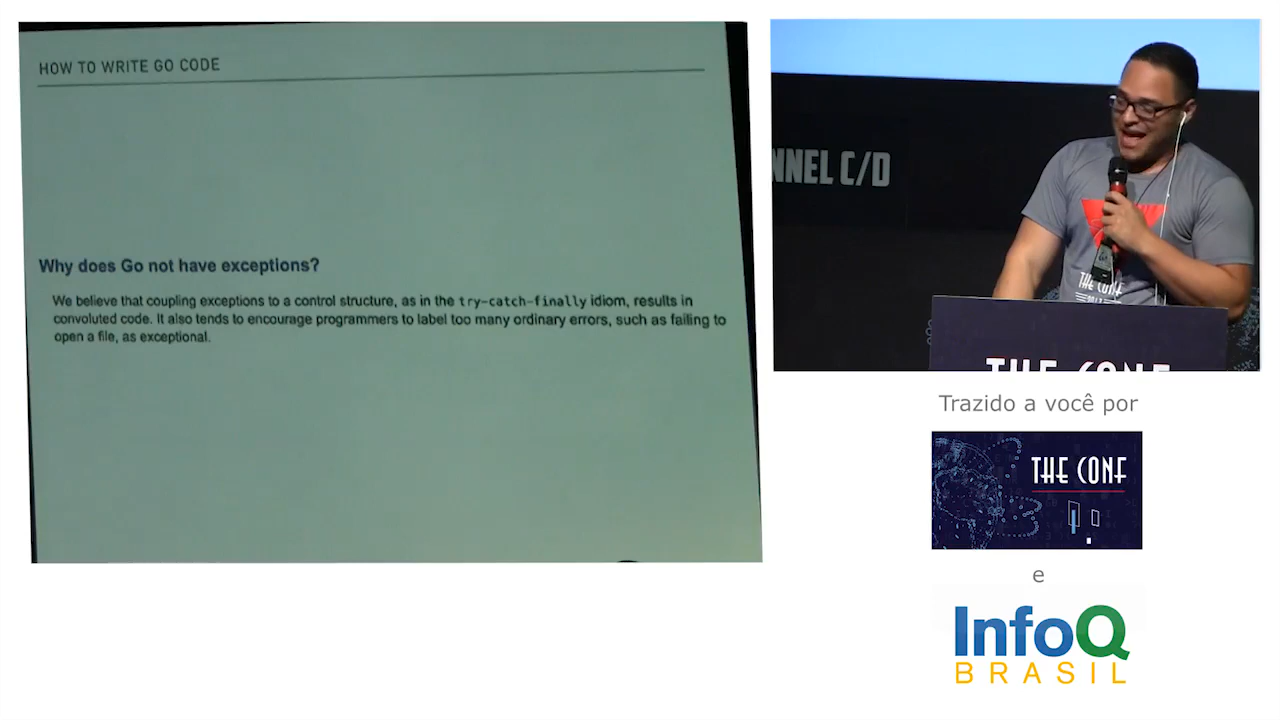 HOW TO WRITE GO CODE
Why does Go not have exceptions?
We believe that coupling exceptions to a control structure, as in the try-catch-finally idiom, results in
convoluted code. It also tends to encourage programmers to label too many ordinary errors, such as failing to
open a file, as exceptional.
NNEL C/D
THE CONF
THE CONF
Trazido a você por
THE CONF
e
InfoQ
BRASIL